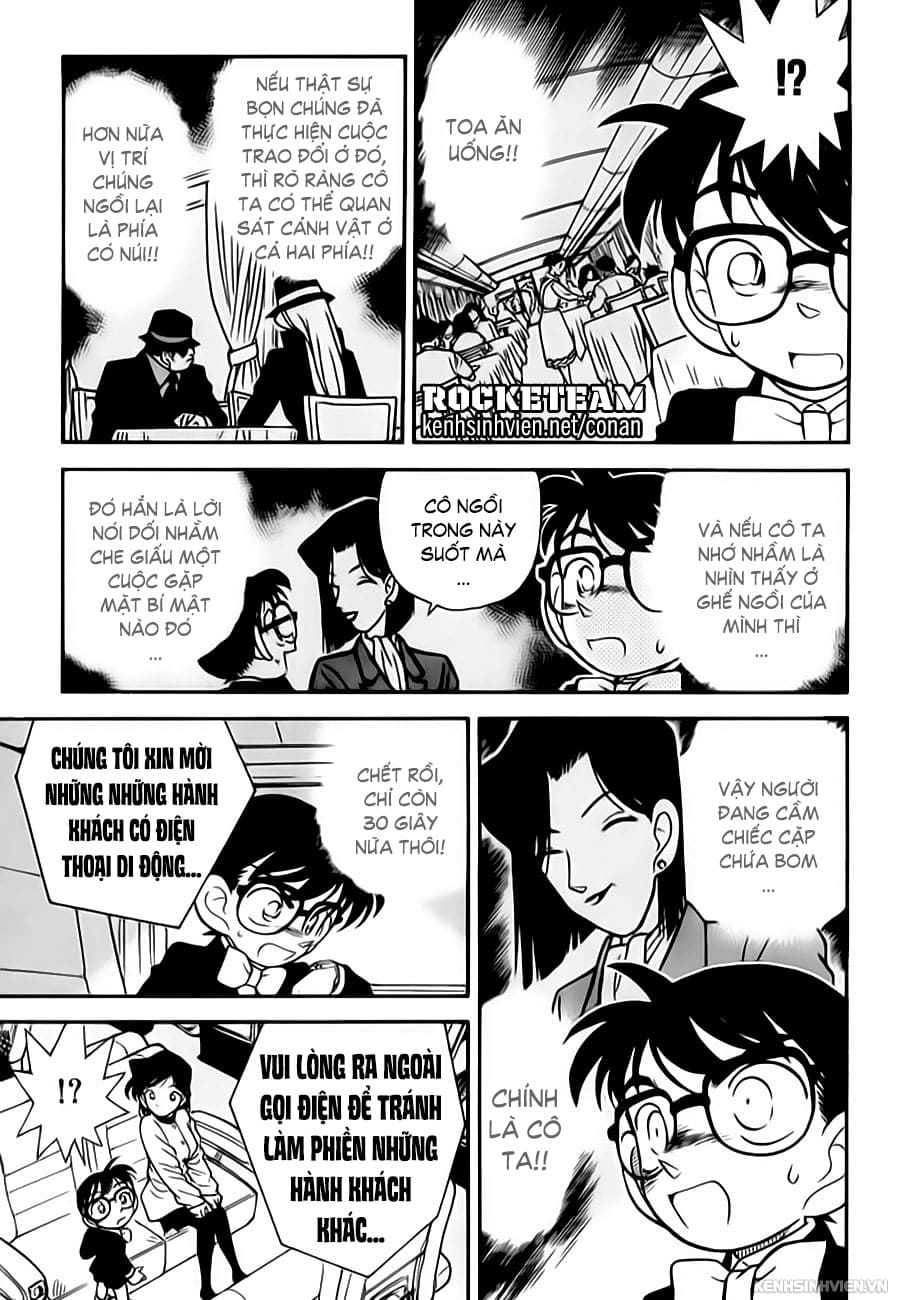 !?
TOA ĂN
UỐNG!!
NẾU THẬT SỰ
BỌN CHÚNG ĐÃ
THỰC HIỆN CUỘC
TRAO ĐỔI Ở ĐÓ,
THÌ RÕ RÀNG CÔ
TA CÓ THỂ QUAN
SÁT CẢNH VẬT Ở
CẢ HAI PHÍA!!
HƠN NỮA
VỊ TRÍ
CHÚNG
NGỒI LẠI
LÀ PHÍA
CÓ NÚI!!
ROCKETEAM
kenhsinhvien.net/conan
VÀ NẾU CÔ TA
NHỚ NHẦM LÀ
NHÌN THẤY Ở
GHẾ NGỒI CỦA
MÌNH THÌ
...
CÔ NGỒI
TRONG NÀY
SUỐT MÀ
...
ĐÓ HẲN LÀ LỜI
NÓI DỐI NHẰM
CHE GIẤU MỘT
CUỘC GẶP
MẶT BÍ MẬT
NÀO ĐÓ
...
VẬY NGƯỜI
ĐANG CẦM
CHIẾC CẶP
CHỨA BOM
...
CHÍNH
LÀ CÔ
TA!!
CHẾT RỒI,
CHỈ CÒN
30 GIÂY
NỮA THÔI!
CHÚNG TÔI XIN MỜI
NHỮNG NHỮNG HÀNH
KHÁCH CÓ ĐIỆN
THOẠI DI ĐỘNG...
VUI LÒNG RA NGOÀI
GỌI ĐIỆN ĐỂ TRÁNH
LÀM PHIỀN NHỮNG
HÀNH KHÁCH
KHÁC...
!?
KENHSINHVIEN.VN